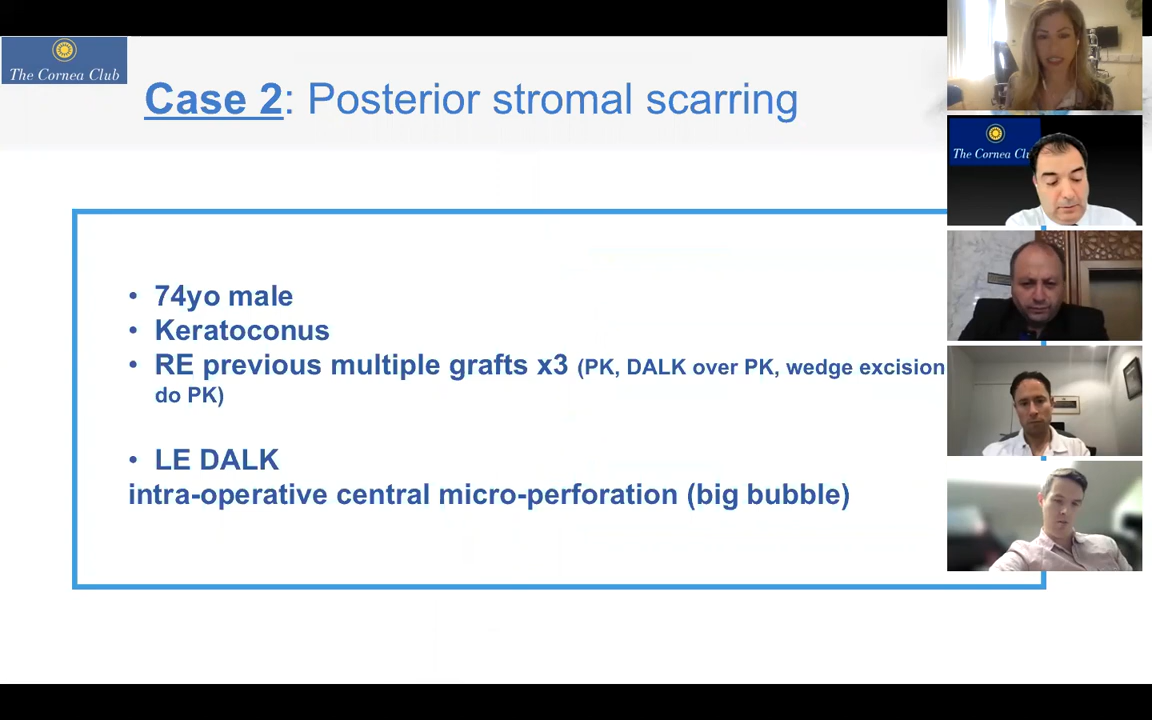 The Cornea Club
Case 2: Posterior stromal scarring
The Cornea Clu
• 74yo male
• Keratoconus
• RE previous multiple grafts x3 (PK, DALK over PK, wedge excision
do PK)
• LE DALK
intra-operative central micro-perforation (big bubble)